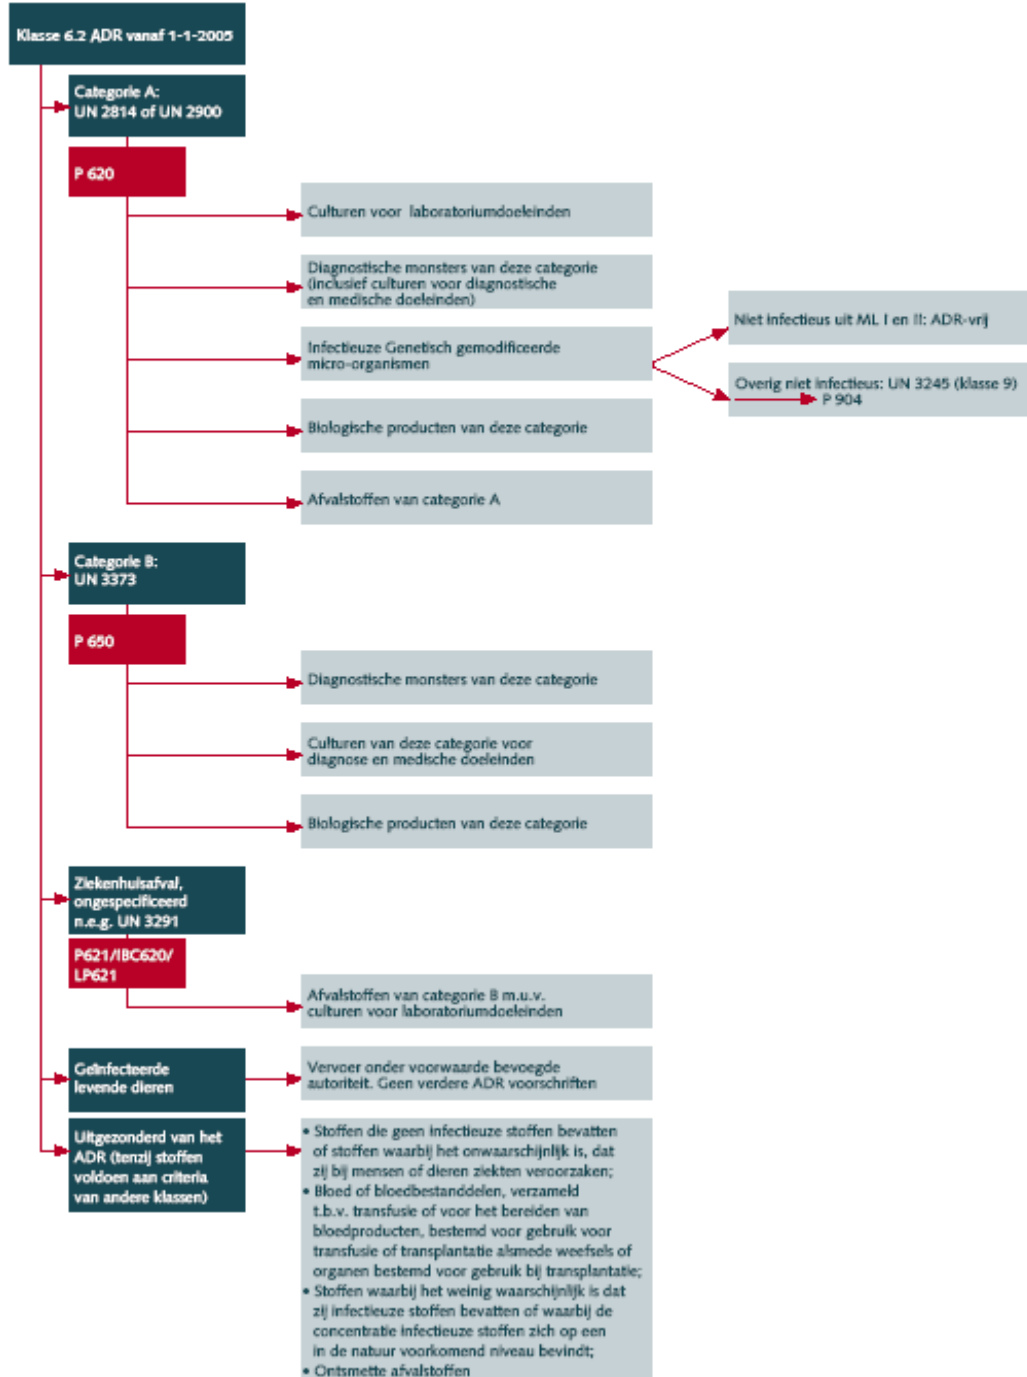 Klasse 6.2 ADR vanaf 1-1-2005
Categorie A:
UN 2814 of UN 2900
P 620
Culturen voor laboratoriumdoeleinden
Diagnostische monsters van deze categorie
(inclusief culturen voor diagnostische
en medische doeleinden)
Infectieuze Genetisch gemodificeerde
micro-organismen
Niet infectieus uit ML I en II: ADR-vrij
Overig niet infectieus: UN 3245 (klasse 9)
P 904
Biologische producten van deze categorie
Afvalstoffen van categorie A
Categorie B:
UN 3373
P 650
Diagnostische monsters van deze categorie
Culturen van deze categorie voor
diagnose en medische doeleinden
Biologische producten van deze categorie
Ziekenhuisafval,
ongespecificeerd
n.e.g. UN 3291
P621/IBC620/
LP621
Afvalstoffen van categorie B m.u.v.
culturen voor laboratoriumdoeleinden
Geïnfecteerde
levende dieren
Vervoer onder voorwaarde bevoegde
autoriteit. Geen verdere ADR voorschriften
Uitgezonderd van het
ADR (tenzij stoffen
voldoen aan criteria
van andere klassen)
• Stoffen die geen infectieuze stoffen bevatten
of stoffen waarbij het onwaarschijnlijk is, dat
zij bij mensen of dieren ziekten veroorzaken;
• Bloed of bloedbestanddelen, verzameld
t.b.v. transfusie of voor het bereiden van
bloedproducten, bestemd voor gebruik voor
transfusie of transplantatie alsmede weefsels of
organen bestemd voor gebruik bij transplantatie;
• Stoffen waarbij het weinig waarschijnlijk is dat
zij infectieuze stoffen bevatten of waarbij de
concentratie infectieuze stoffen zich op een
in de natuur voorkomend niveau bevindt;
• Ontsmette afvalstoffen